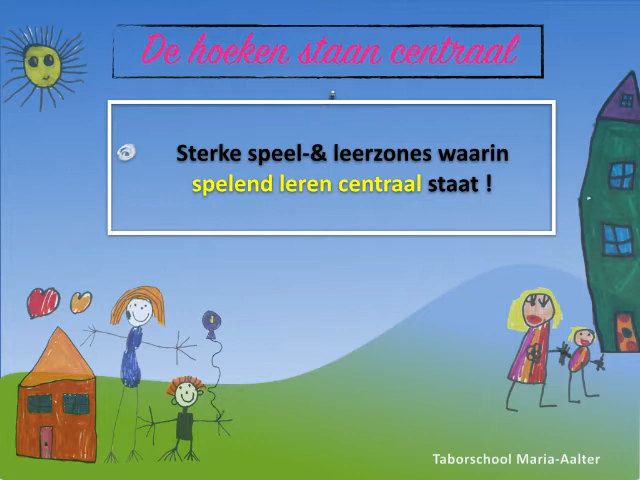 De hoeken staan centraal
Sterke speel-& leerzones waarin
spelend leren centraal staat !
Taborschool Maria-Aalter